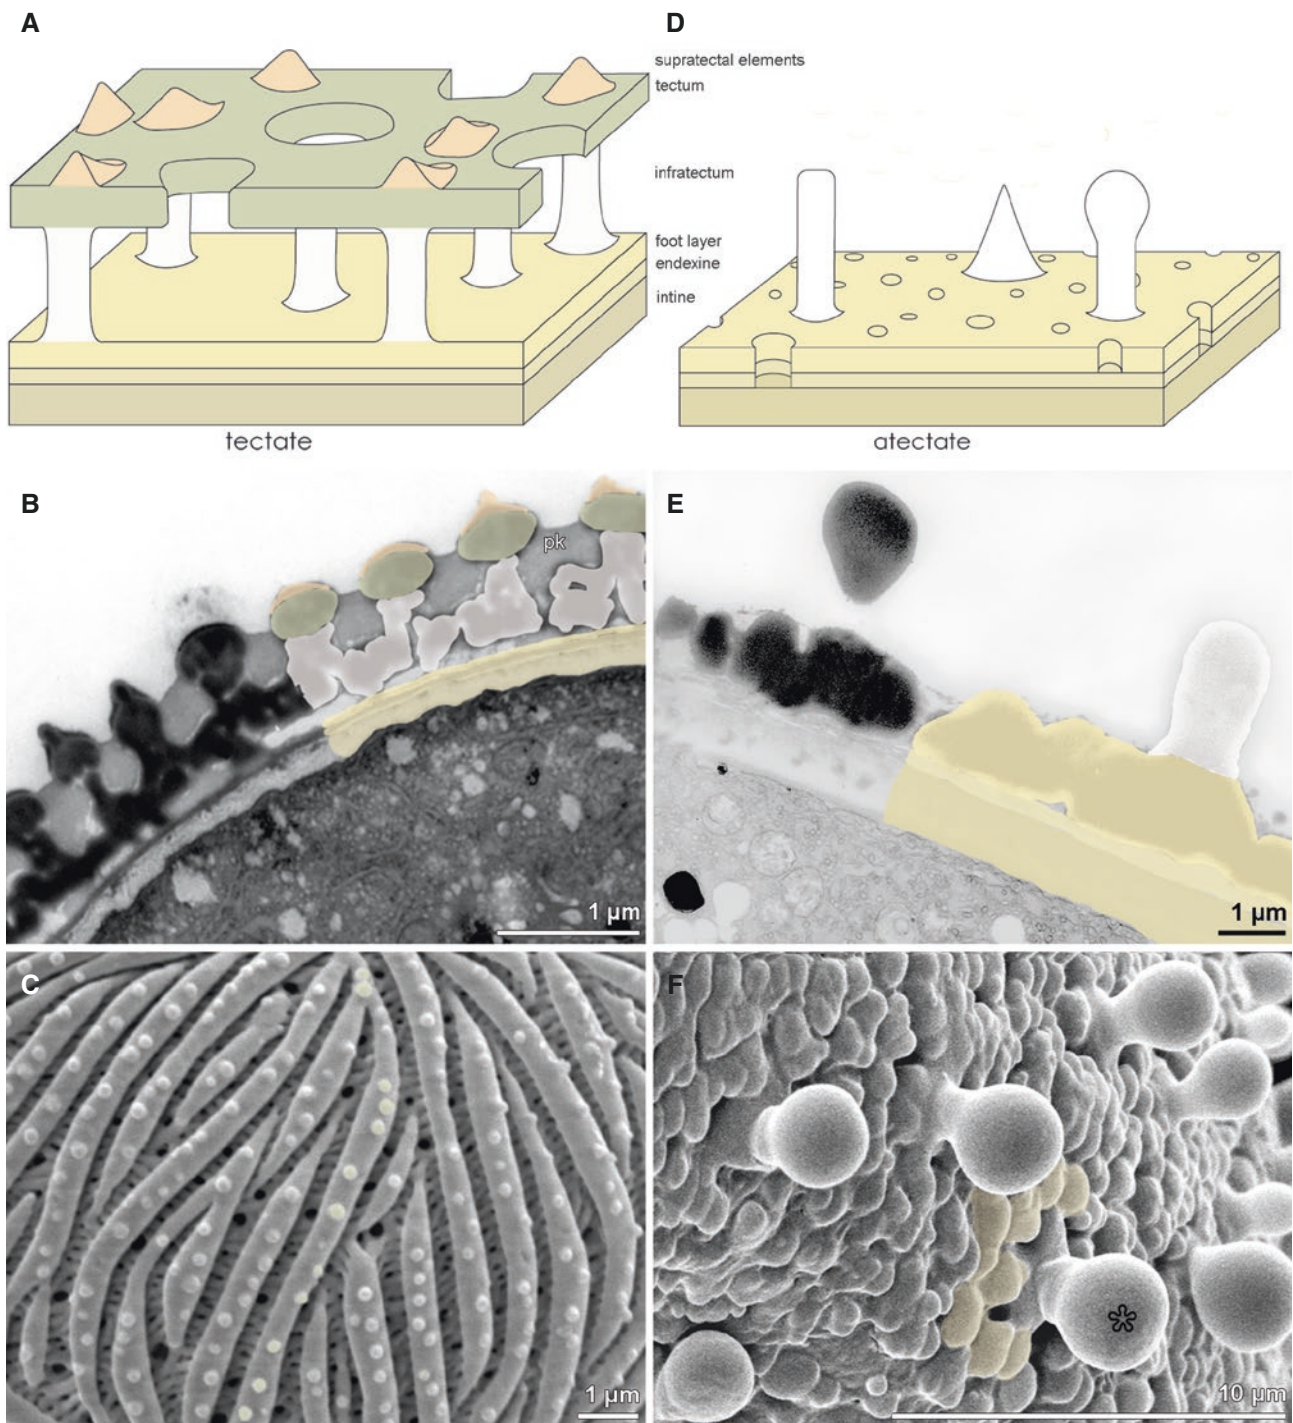 A
D
supratectal elements
tectum
infratectum
foot layer
endexine
intine
tectate
atectate
B
pk
1 µm
E
1 µm
C
1 µm
F
*
10 µm